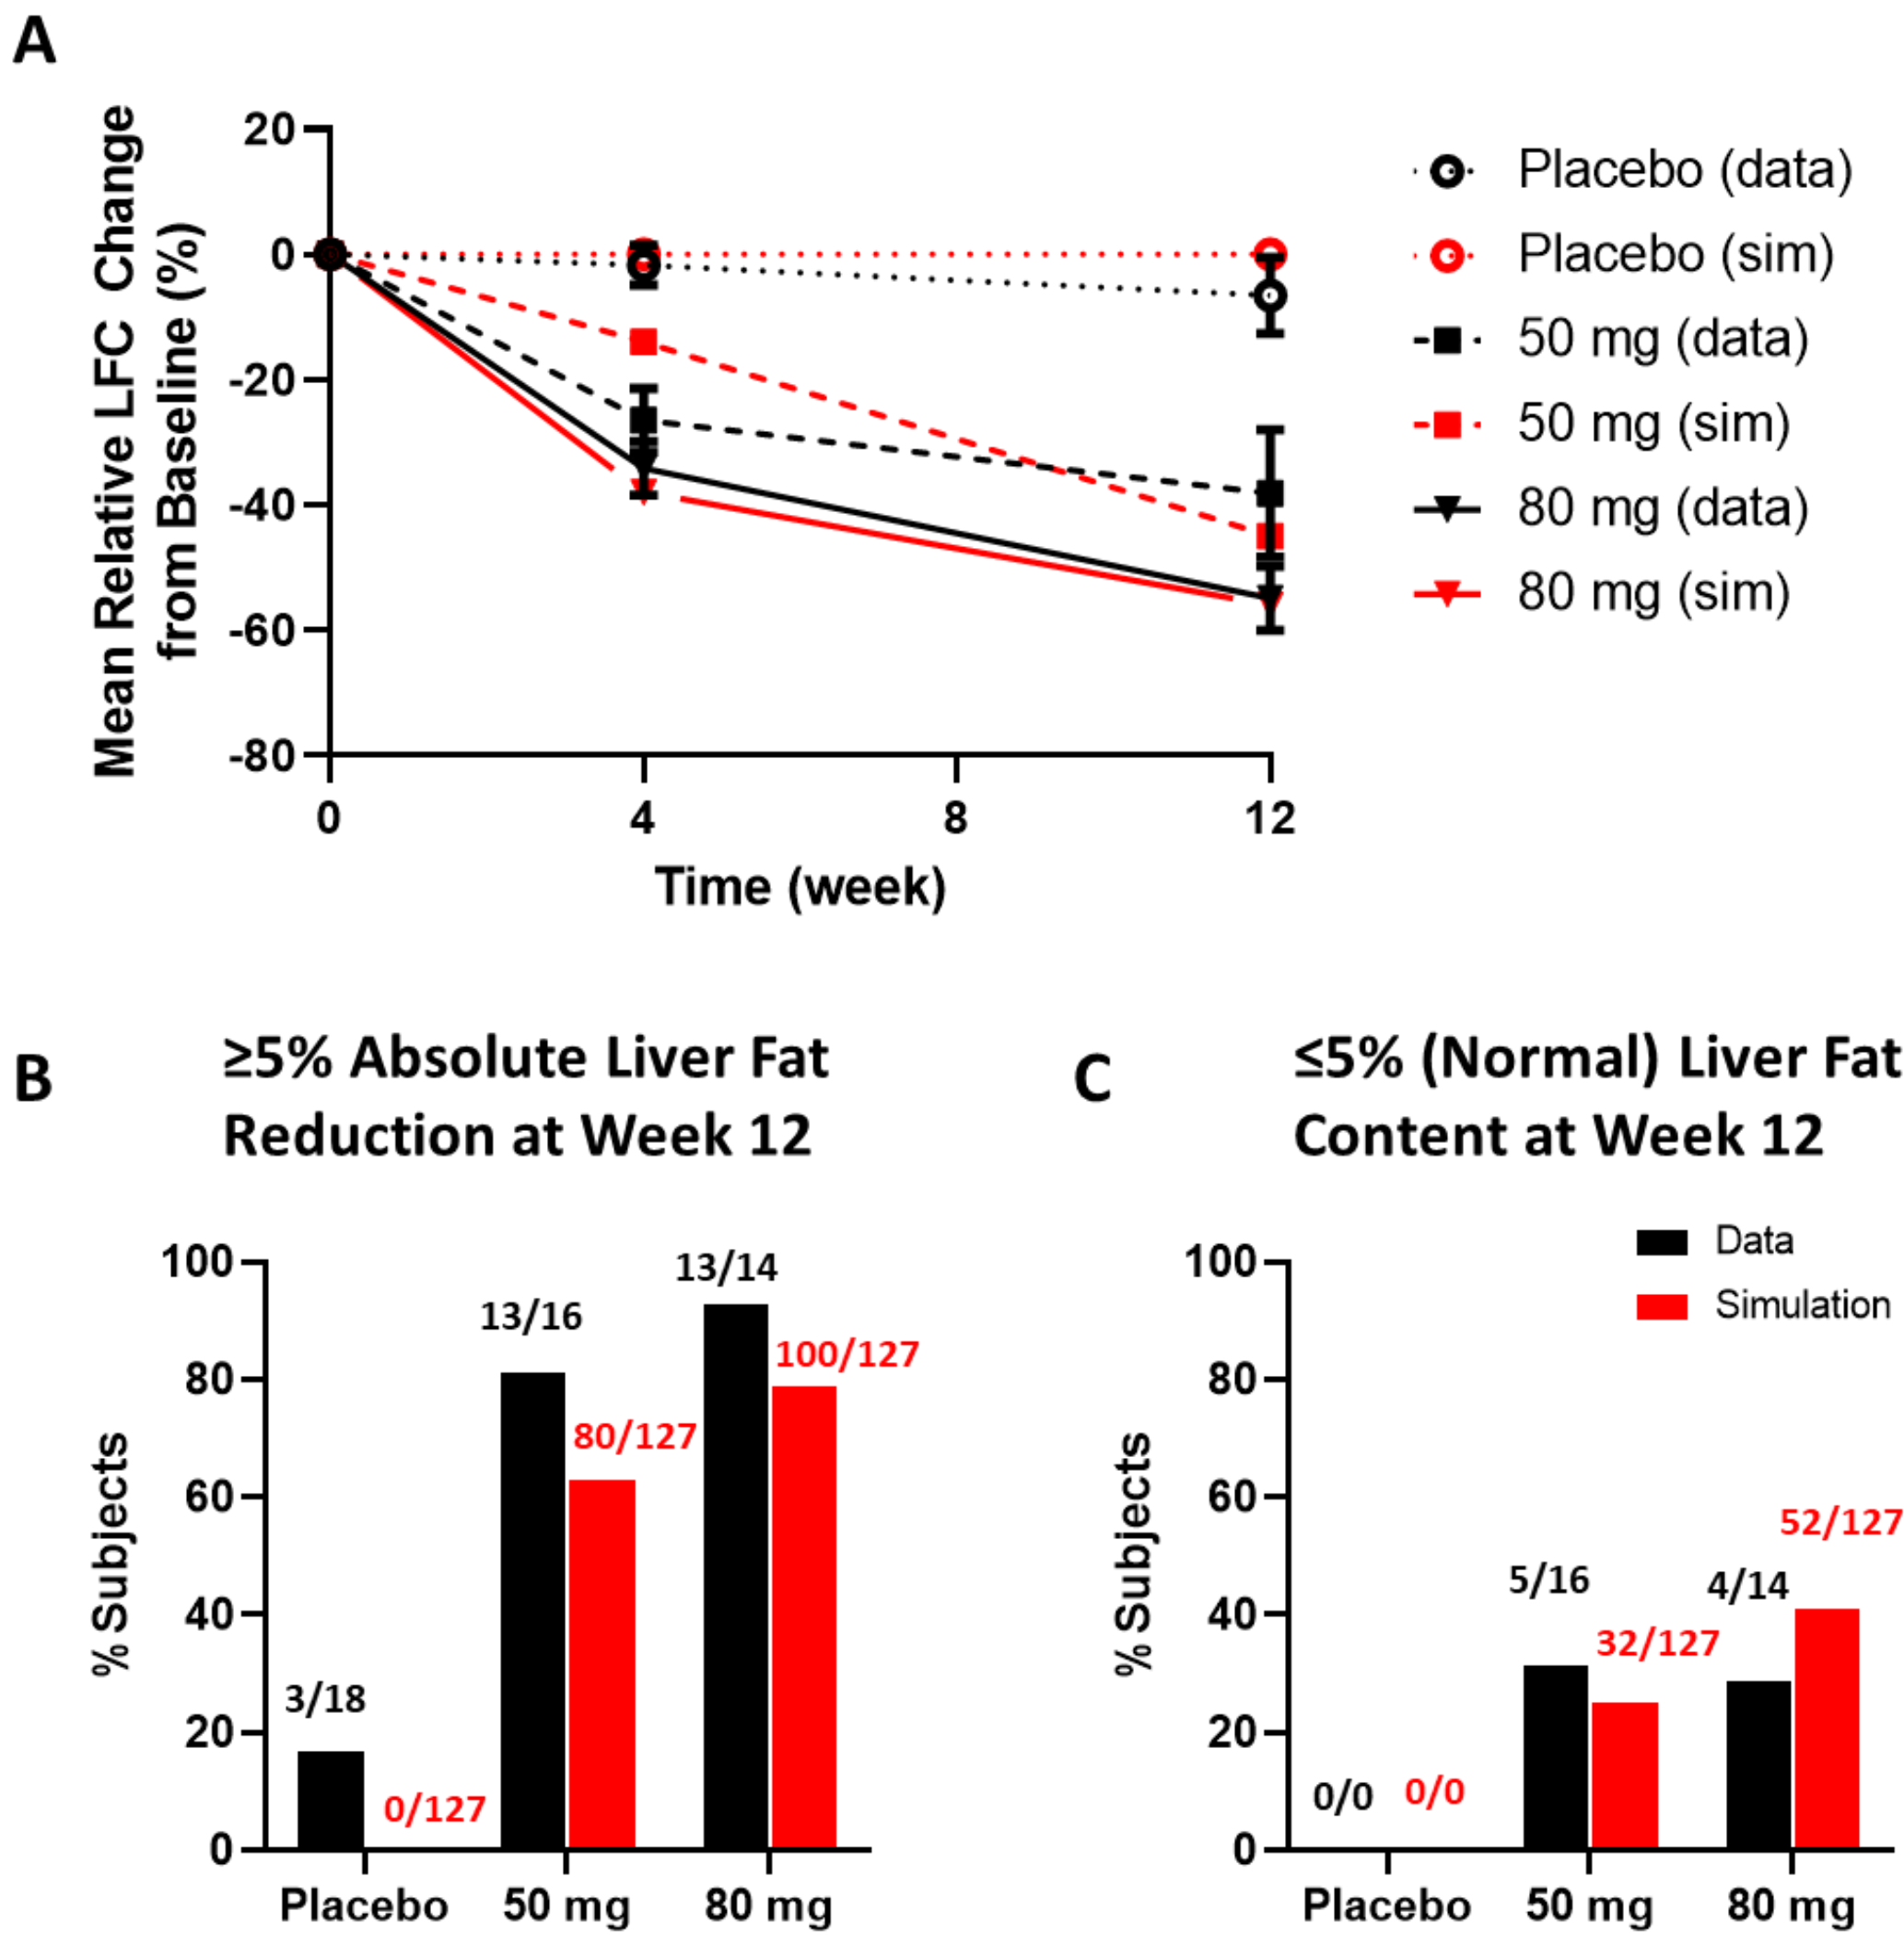 A
Mean Relative LFC Change
from Baseline (%)
20
0
-20
-40
-60
-80
0 4 8 12
Time (week)
Placebo (data)
Placebo (sim)
50 mg (data)
50 mg (sim)
80 mg (data)
80 mg (sim)
B
≥5% Absolute Liver Fat
Reduction at Week 12
% Subjects
100
80
60
40
20
0
3/18
0/127
13/16
80/127
13/14
100/127
Placebo 50 mg 80 mg
C
≤5% (Normal) Liver Fat
Content at Week 12
Data
Simulation
% Subjects
100
80
60
40
20
0
0/0
0/0
5/16
32/127
4/14
52/127
Placebo 50 mg 80 mg